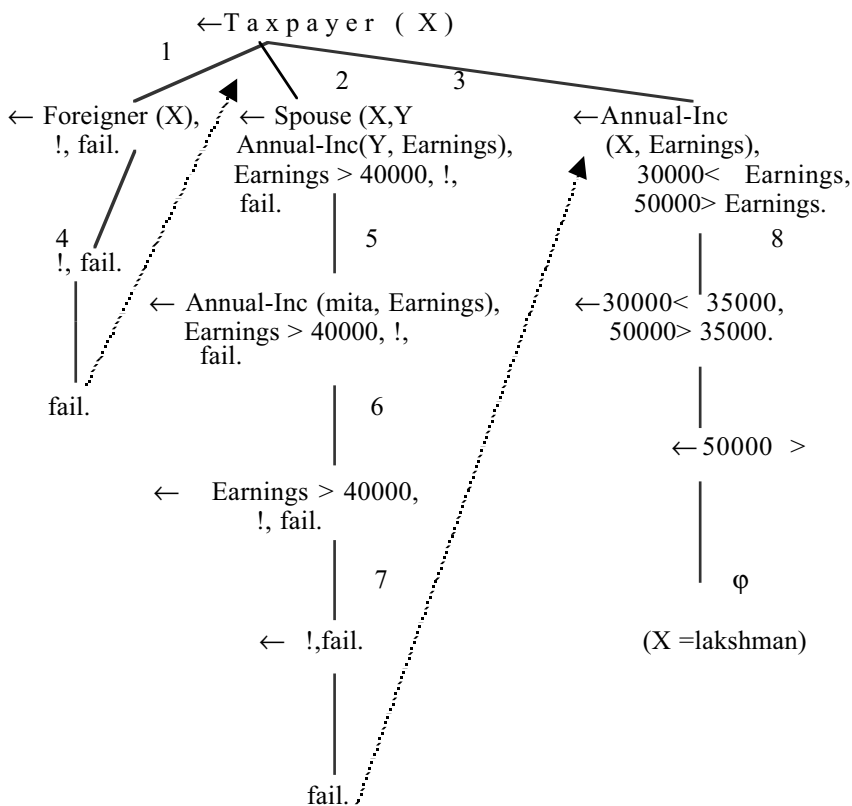 ←Taxpayer (X)
1
2
3
← Foreigner (X),
!, fail.
4
!, fail.
fail.
← Spouse (X,Y
Annual-Inc(Y, Earnings),
Earnings > 40000, !,
fail.
5
← Annual-Inc (mita, Earnings),
Earnings > 40000, !,
fail.
6
← Earnings > 40000,
!, fail.
7
← !,fail.
fail.
←Annual-Inc
(X, Earnings),
30000< Earnings,
50000> Earnings.
8
←30000< 35000,
50000> 35000.
←50000 >
φ
(X =lakshman)